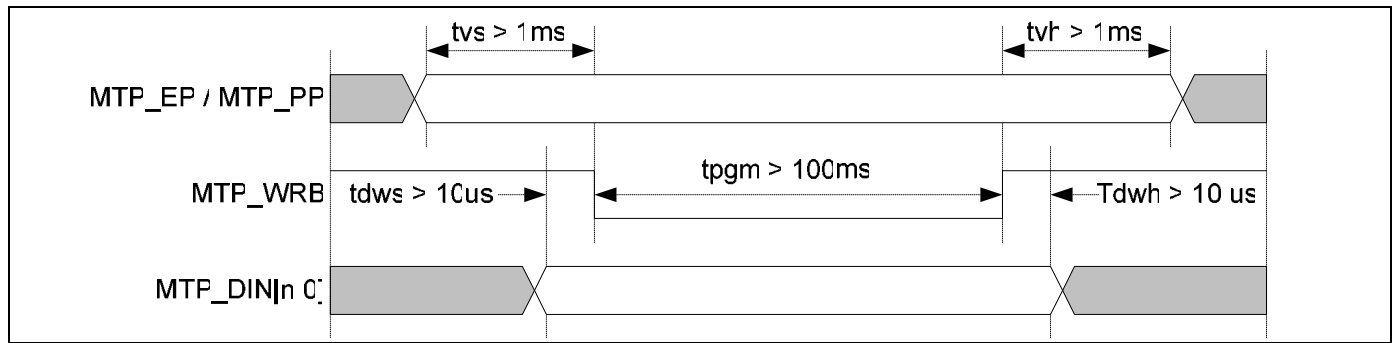 tvs > 1ms
tvh > 1ms
MTP_EP / MTP_PP
tpgm > 100ms
MTP_WRB
tdws > 10us
Tdwh > 10 us
MTP_DIN[n 0]